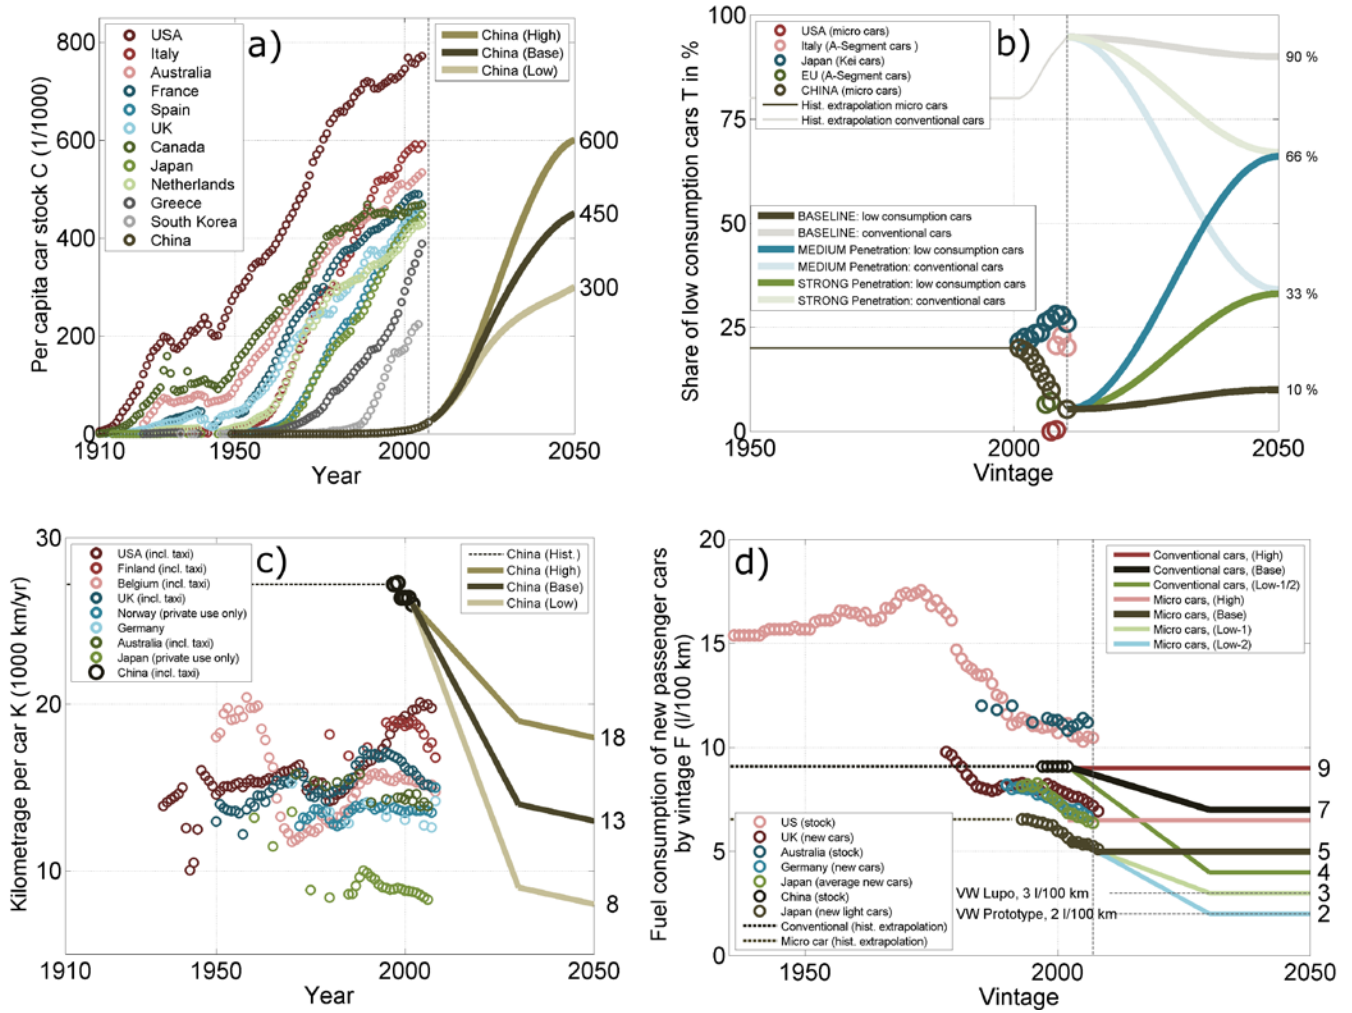 a)
Per capita car stock C (1/1000)
800
600
400
200
0
1910
1950
2000
2050
Year
USA
Italy
Australia
France
Spain
UK
Canada
Japan
Netherlands
Greece
South Korea
China
China (High)
China (Base)
China (Low)
600
450
300
b)
Share of low consumption cars T in %
100
75
50
25
0
1950
2000
2050
Vintage
USA (micro cars)
Italy (A-Segment cars )
Japan (Kei cars)
EU (A-Segment cars)
CHINA (micro cars)
Hist. extrapolation micro cars
Hist. extrapolation conventional cars
BASELINE: low consumption cars
BASELINE: conventional cars
MEDIUM Penetration: low consumption cars
MEDIUM Penetration: conventional cars
STRONG Penetration: low consumption cars
STRONG Penetration: conventional cars
90 %
66 %
33 %
10 %
c)
Kilometrage per car K (1000 km/yr)
30
20
10
1910
1950
2000
2050
Year
USA (incl. taxi)
Finland (incl. taxi)
Belgium (incl. taxi)
UK (incl. taxi)
Norway (private use only)
Germany
Australia (incl. taxi)
Japan (private use only)
China (incl. taxi)
China (Hist.)
China (High)
China (Base)
China (Low)
18
13
8
d)
Fuel consumption of new passenger cars
by vintage F (l/100 km)
20
15
10
5
0
1950
2000
2050
Vintage
Conventional cars, (High)
Conventional cars, (Base)
Conventional cars, (Low-1/2)
Micro cars, (High)
Micro cars, (Base)
Micro cars, (Low-1)
Micro cars, (Low-2)
US (stock)
UK (new cars)
Australia (stock)
Germany (new cars)
Japan (average new cars)
China (stock)
Japan (new light cars)
Conventional (hist. extrapolation)
Micro car (hist. extrapolation)
VW Lupo, 3 l/100 km
VW Prototype, 2 l/100 km
9
7
5
4
3
2